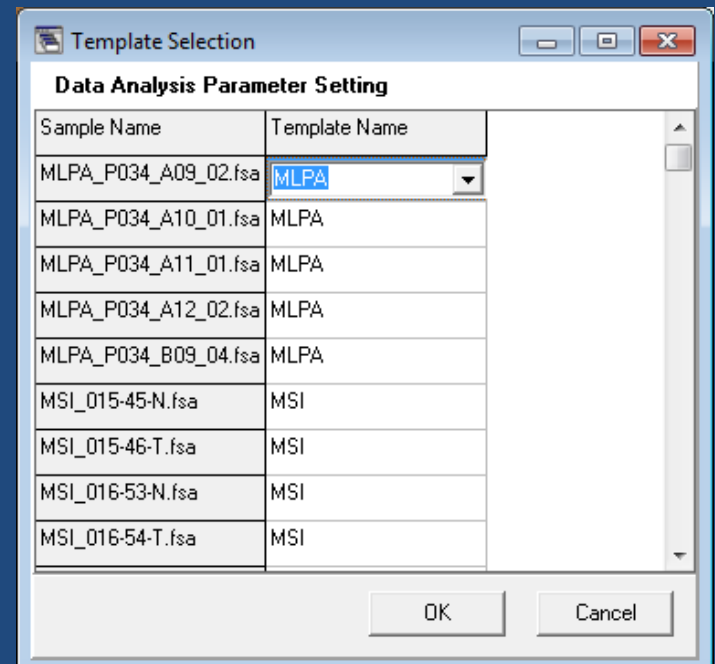 Template Selection
Data Analysis Parameter Setting
Sample Name Template Name
MLPA_P034_A09_02.fsa MLPA
MLPA_P034_A10_01.fsa MLPA
MLPA_P034_A11_01.fsa MLPA
MLPA_P034_A12_02.fsa MLPA
MLPA_P034_B09_04.fsa MLPA
MSI_015-45-N.fsa MSI
MSI_015-46-T.fsa MSI
MSI_016-53-N.fsa MSI
MSI_016-54-T.fsa MSI
OK Cancel